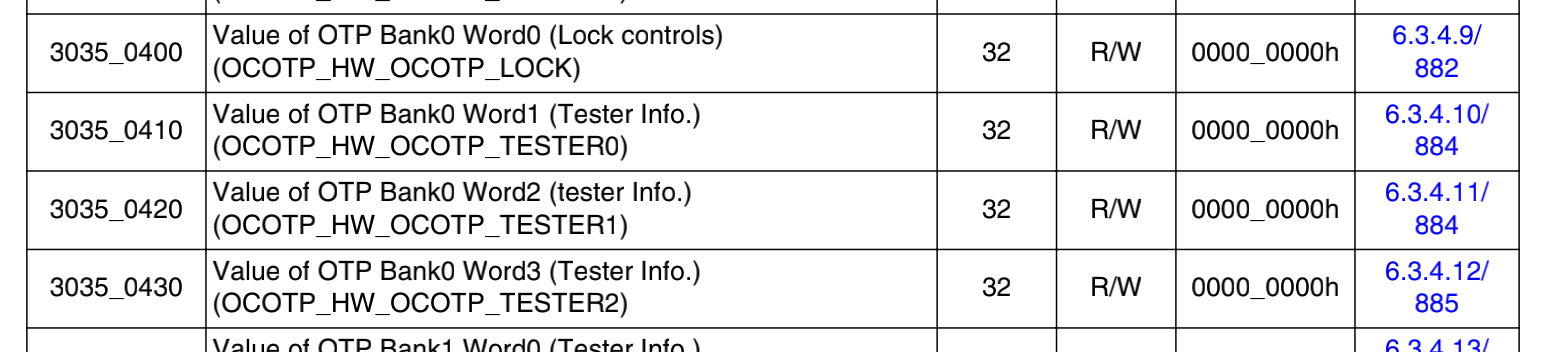 3035_0400
Value of OTP Bank0 Word0 (Lock controls)
(OCOTP_HW_OCOTP_LOCK)
32
R/W
0000_0000h
6.3.4.9/
882
3035_0410
Value of OTP Bank0 Word1 (Tester Info.)
(OCOTP_HW_OCOTP_TESTER0)
32
R/W
0000_0000h
6.3.4.10/
884
3035_0420
Value of OTP Bank0 Word2 (tester Info.)
(OCOTP_HW_OCOTP_TESTER1)
32
R/W
0000_0000h
6.3.4.11/
884
3035_0430
Value of OTP Bank0 Word3 (Tester Info.)
(OCOTP_HW_OCOTP_TESTER2)
32
R/W
0000_0000h
6.3.4.12/
885
Value of OTP Bank1 Word0 (Tester Info.)
6.3.4.13/